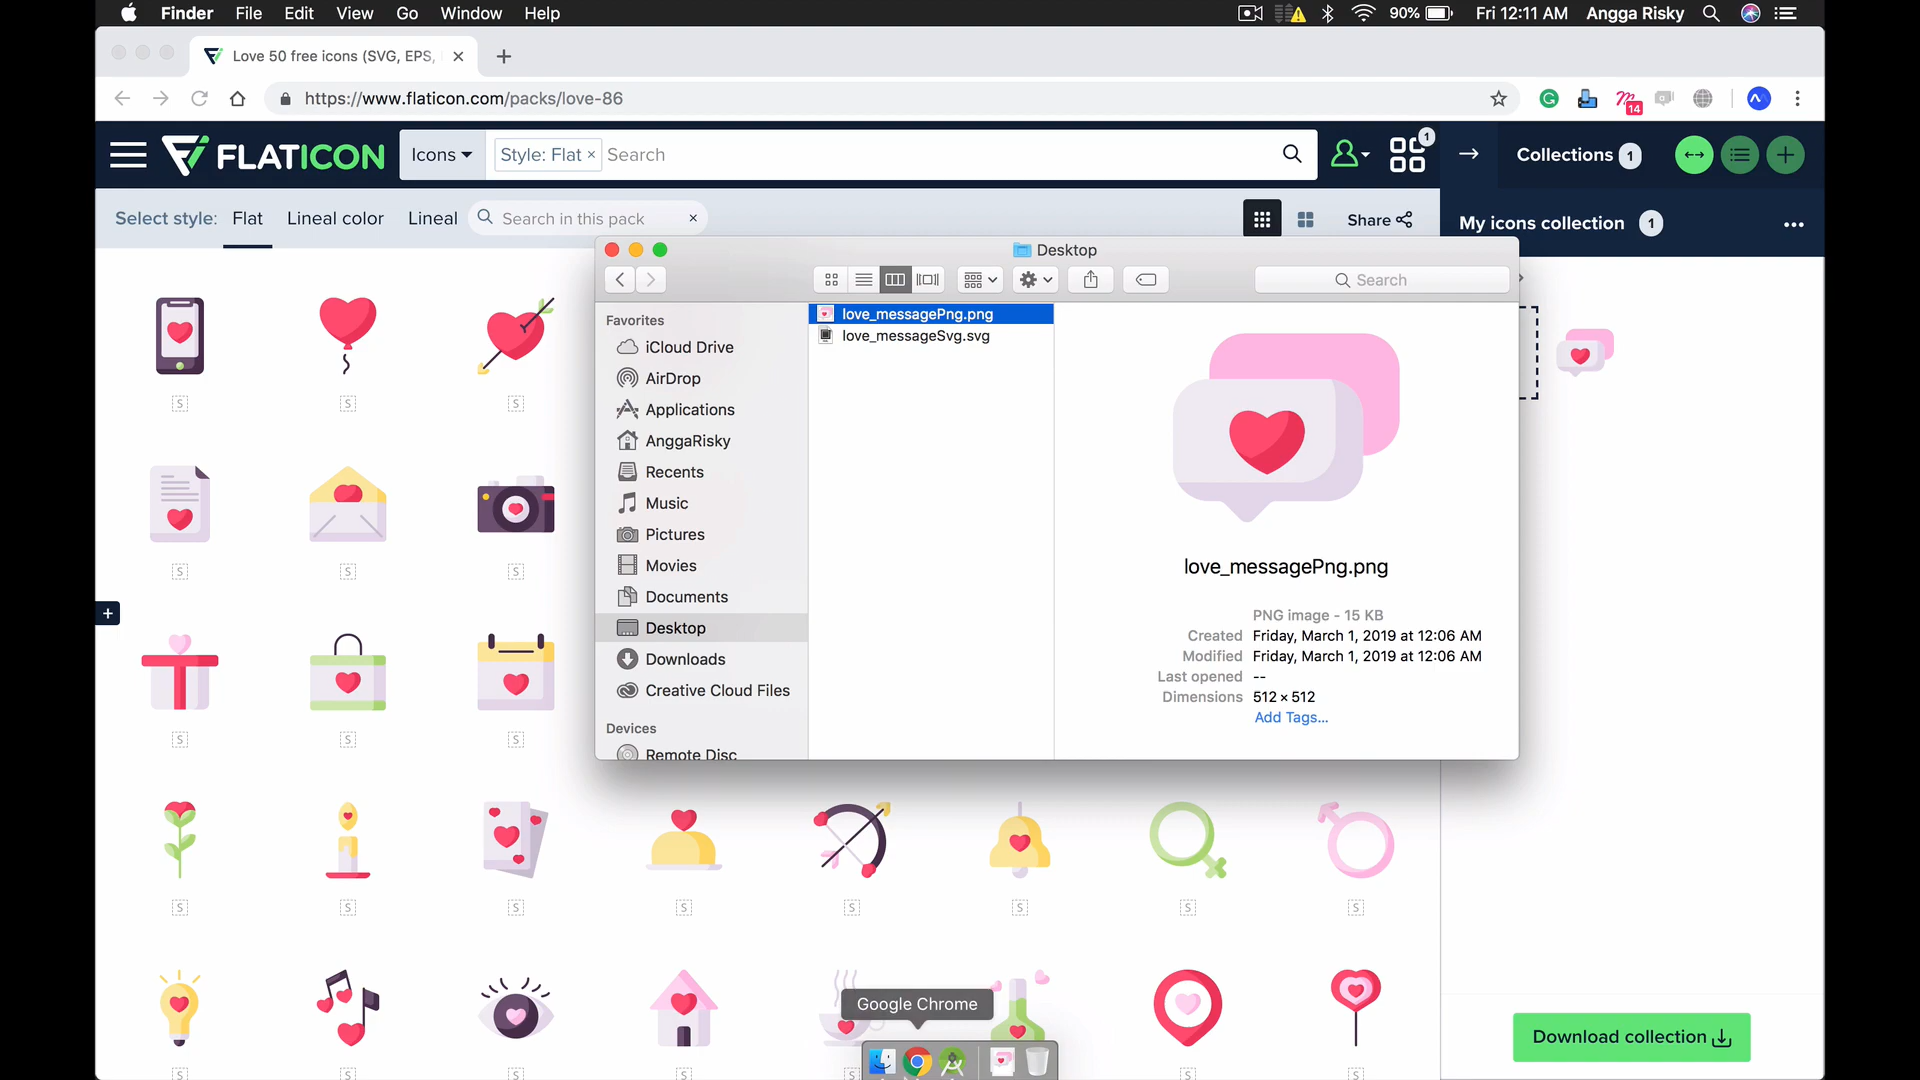 Finder File Edit View Go Window Help
90% Fri 12:11 AM Angga Risky
Love 50 free icons (SVG, EPS,
https://www.flaticon.com/packs/love-86
14
FLATICON Icons Style: Flat × Search
1
Collections 1
Select style: Flat Lineal color Lineal Search in this pack ×
Share
My icons collection 1
Desktop
Search
Favorites
iCloud Drive
AirDrop
Applications
AnggaRisky
Recents
Music
Pictures
Movies
Documents
Desktop
Downloads
Creative Cloud Files
Devices
Remote Disc
love_messagePng.png
love_messageSvg.svg
love_messagePng.png
PNG image - 15 KB
Created Friday, March 1, 2019 at 12:06 AM
Modified Friday, March 1, 2019 at 12:06 AM
Last opened --
Dimensions 512 × 512
Add Tags...
S S S
S S S
S S S
S S S S S S S S
Google Chrome
Download collection
S S S S S S S